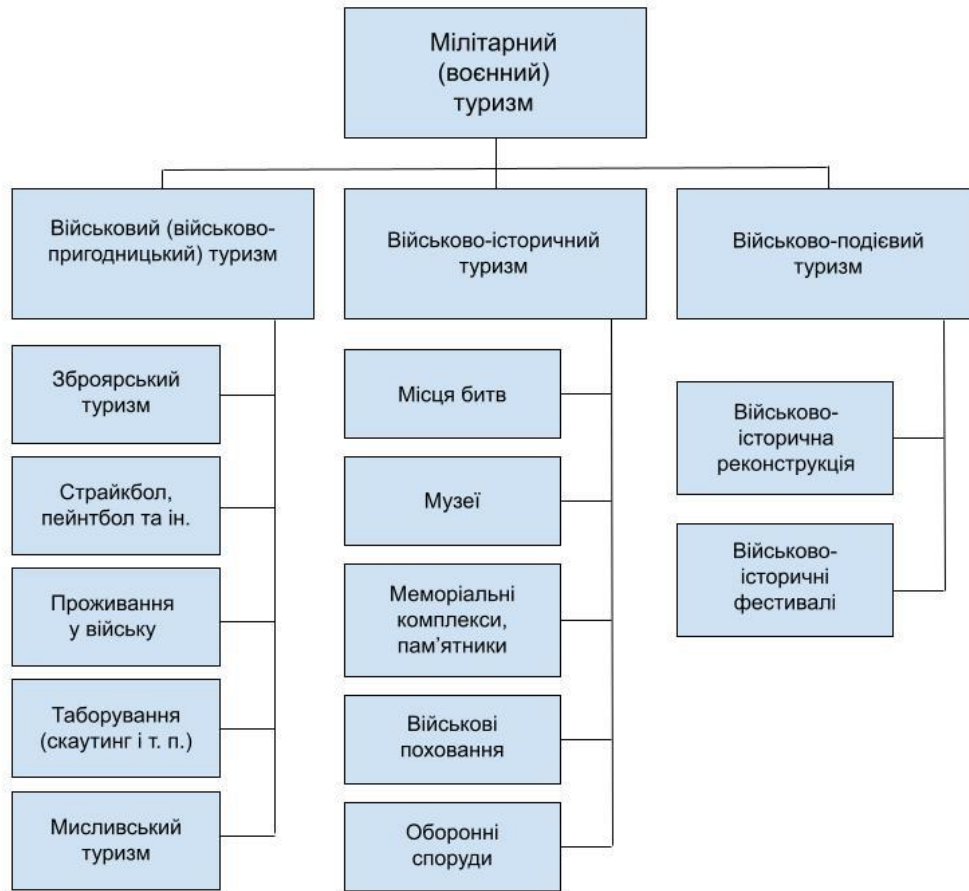 Мілітарний
(воєнний)
туризм
Військовий (військово-
пригодницький) туризм
Військово-історичний
туризм
Військово-подієвий
туризм
Зброярський
туризм
Страйкбол,
пейнтбол та ін.
Проживання
у війську
Таборування
(скаутинг і т. п.)
Мисливський
туризм
Місця битв
Музеї
Меморіальні
комплекси,
пам’ятники
Військові
поховання
Оборонні
споруди
Військово-
історична
реконструкція
Військово-
історичні
фестивалі